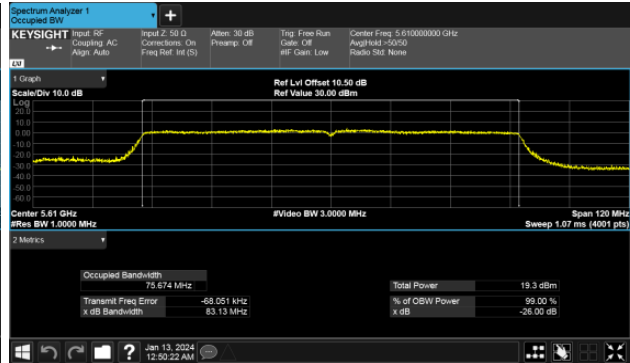 Spectrum Analyzer 1
Occupied BW
+
KEYSIGHT Input: RF Input Z: 50 Ω Atten: 30 dB Trig: Free Run Center Freq: 5.610000000 GHz
Coupling: AC Corrections: On Preamp: Off Gate: Off Avg|Hold:>50/50
Align: Auto Freq Ref: Int (S) #IF Gain: Low Radio Std: None
LXI
1 Graph
Ref Lvl Offset 10.50 dB
Scale/Div 10.0 dB Ref Value 30.00 dBm
Log
20.0
10.0
0.00
-10.0
-20.0
-30.0
-40.0
-50.0
-60.0
Center 5.61 GHz #Video BW 3.0000 MHz Span 120 MHz
#Res BW 1.0000 MHz Sweep 1.07 ms (4001 pts)
2 Metrics
Occupied Bandwidth
75.674 MHz Total Power 19.3 dBm
Transmit Freq Error -68.051 kHz % of OBW Power 99.00 %
x dB Bandwidth 83.13 MHz x dB -26.00 dB
? Jan 13, 2024
12:50:22 AM